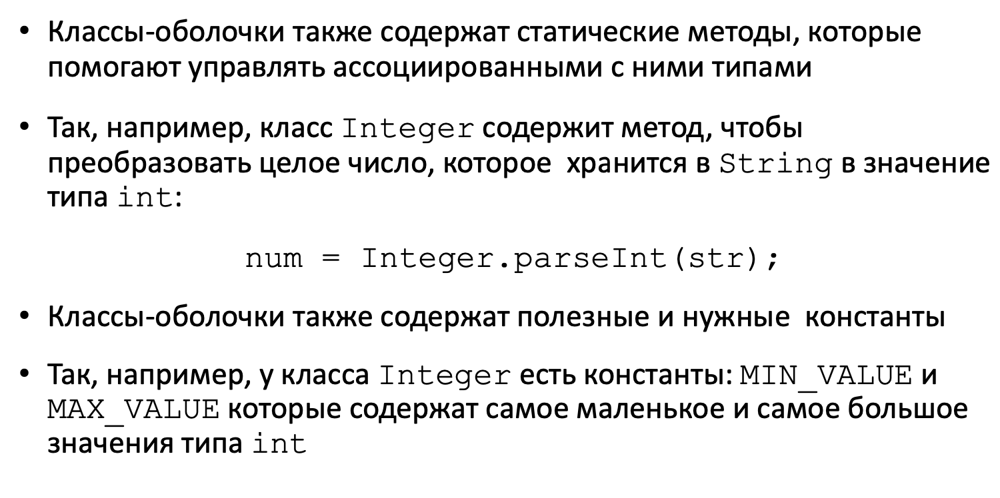 • Классы-оболочки также содержат статические методы, которые
помогают управлять ассоциированными с ними типами
• Так, например, класс Integer содержит метод, чтобы
преобразовать целое число, которое  хранится в String в значение
типа int:
num = Integer.parseInt(str);
• Классы-оболочки также содержат полезные и нужные  константы
• Так, например, у класса Integer есть константы: MIN_VALUE и
MAX_VALUE которые содержат самое маленькое и самое большое
значения типа int